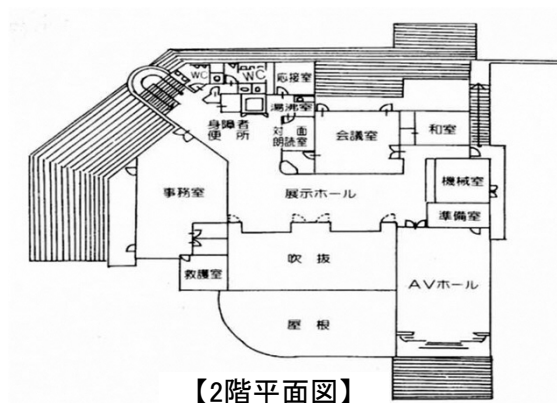 WC
WC
応接室
湯沸室
身障者
便所
対面
朗読室
会議室
和室
機械室
事務室
展示ホール
準備室
吹抜
救護室
AVホール
屋根
【2階平面図】